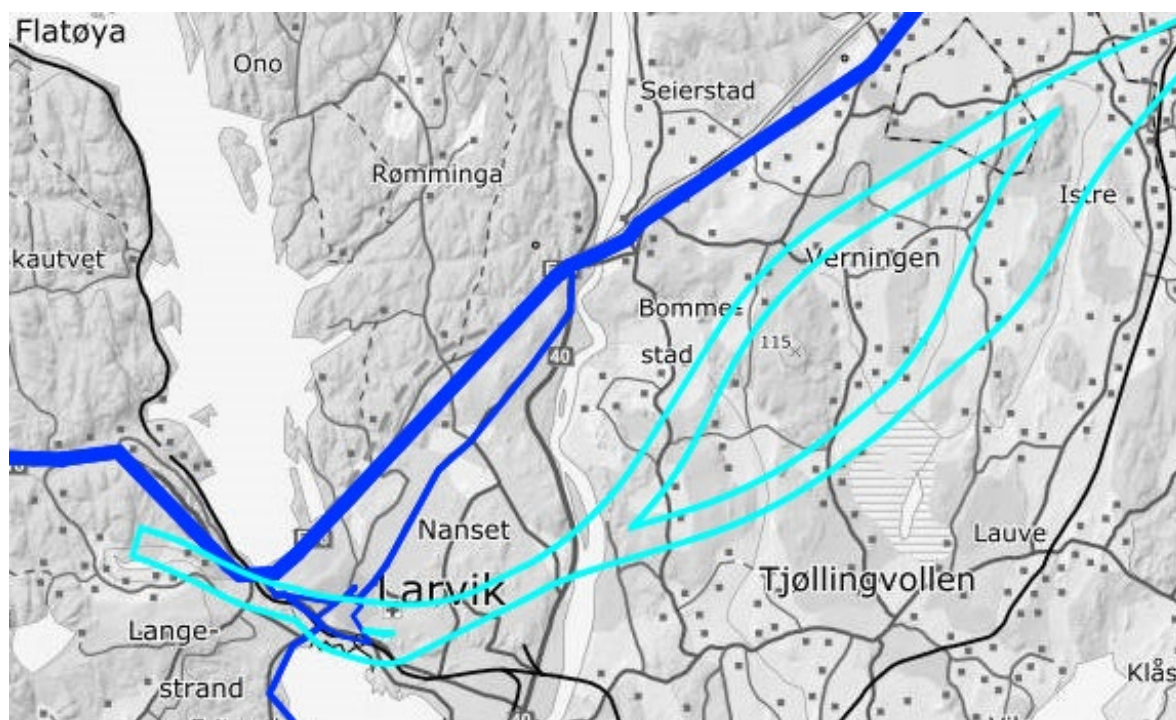 Flatøya
Ono
Seierstad
Rømminga
Istre
kautvet
Verningen
Bomme-
stad
115
40
Nanset
Lauve
Larvik
Tjøllingvollen
Lange-
strand
Klås